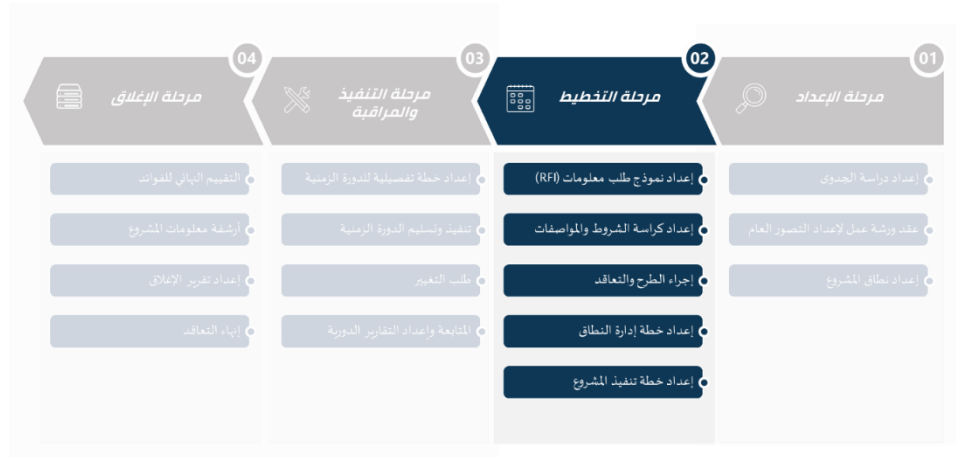 01
مرحلة الإعداد
إعداد دراسة الجدوى
عقد ورشة عمل لإعداد التصور العام
إعداد نطاق المشروع
02
مرحلة التخطيط
إعداد نموذج طلب معلومات (RFI)
إعداد كراسة الشروط والمواصفات
إجراء الطرح والتعاقد
إعداد خطة إدارة النطاق
إعداد خطة تنفيذ المشروع
03
مرحلة التنفيذ
والمراقبة
إعداد خطة تفصيلية للدورة الزمنية
تنفيذ وتسليم الدورة الزمنية
طلب التغيير
المتابعة وإعداد التقارير الدورية
04
مرحلة الإغلاق
التقييم النهائي للفوائد
أرشفة معلومات المشروع
إعداد تقرير الإغلاق
إنهاء التعاقد